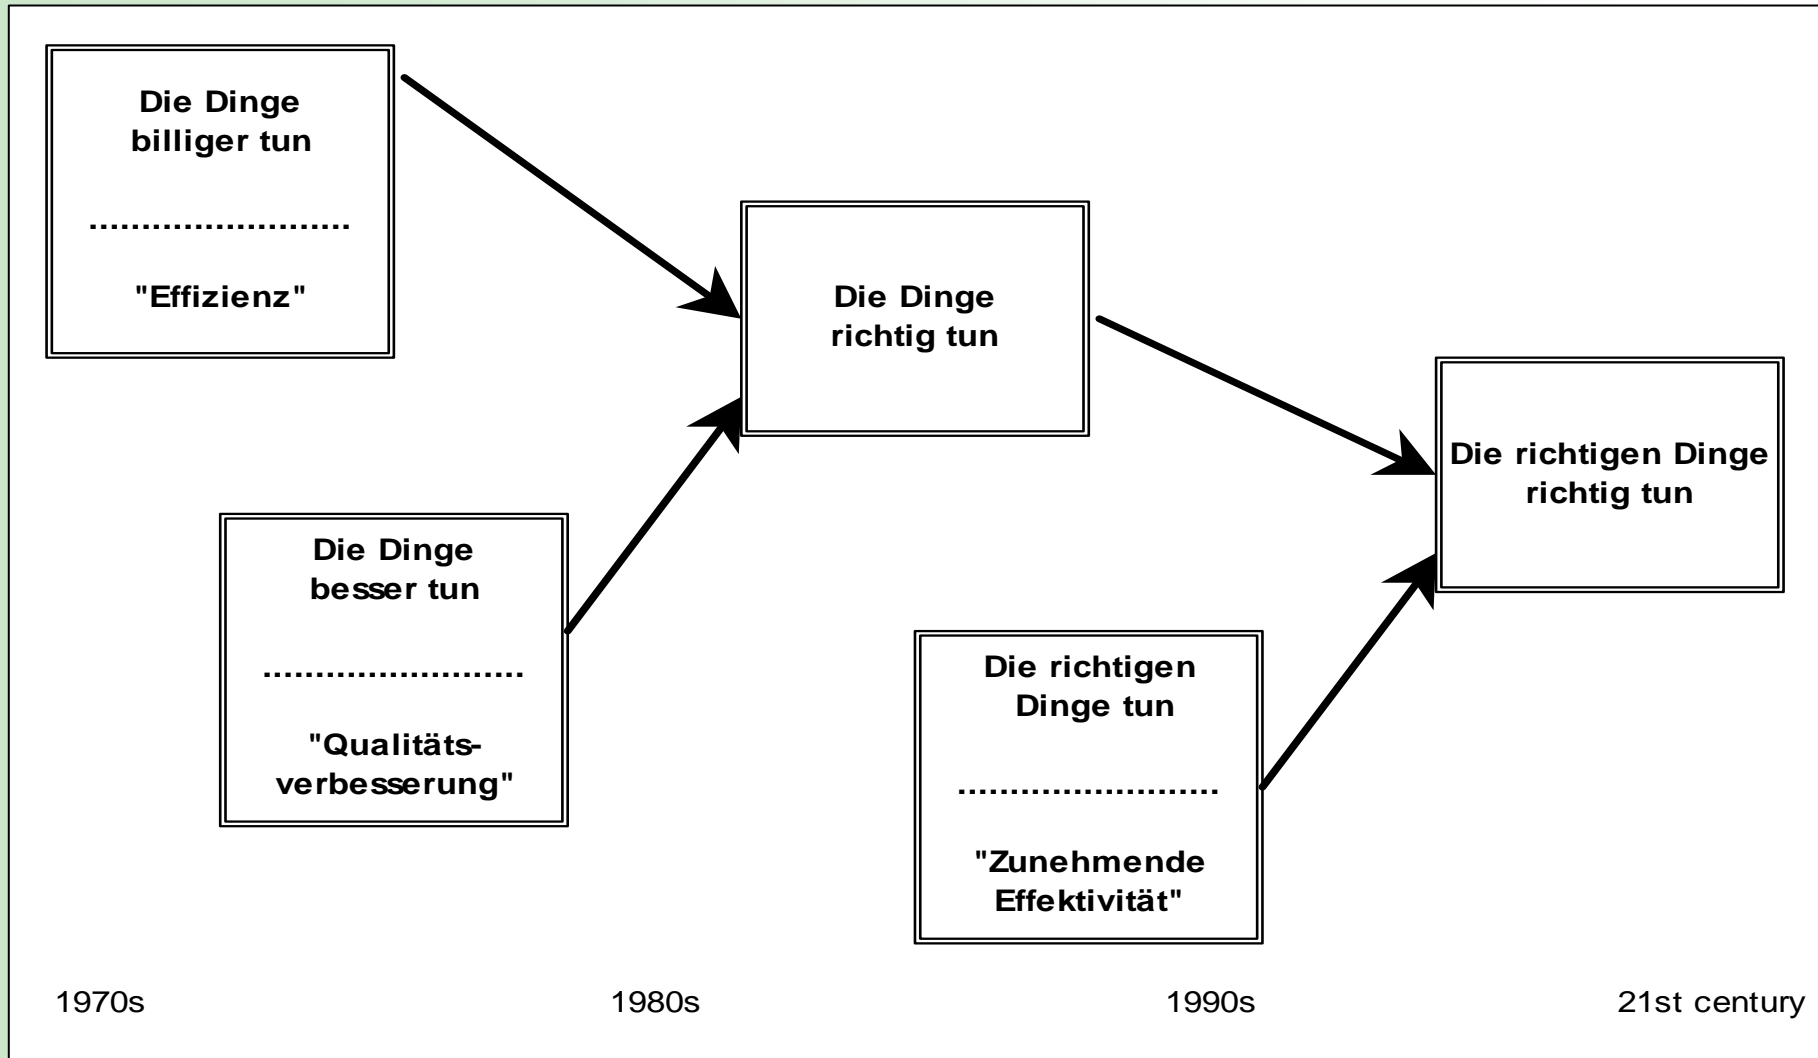 Die Dinge
billiger tun
.........................
"Effizienz"
Die Dinge
besser tun
.........................
"Qualitäts-
verbesserung"
Die Dinge
richtig tun
Die richtigen
Dinge tun
.........................
"Zunehmende
Effektivität"
Die richtigen Dinge
richtig tun
1970s 1980s 1990s 21st century